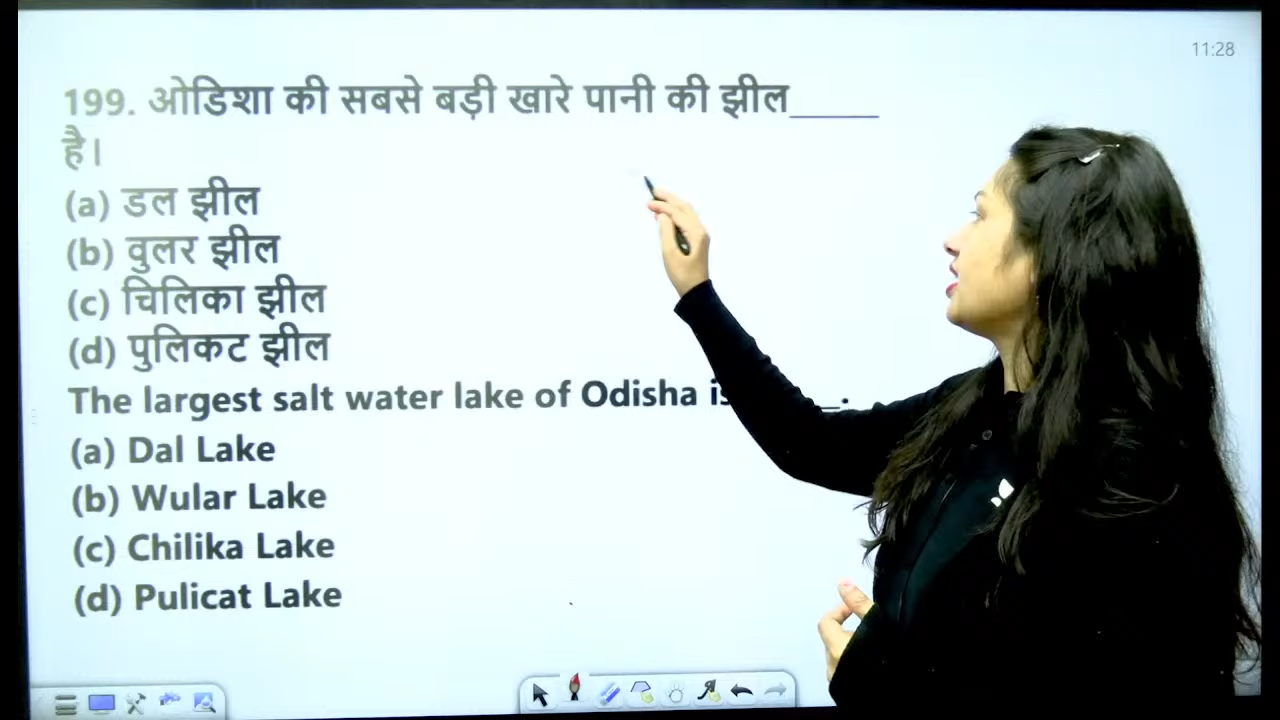 11:28
199. ओडिशा की सबसे बड़ी खारे पानी की झील_____
है।
(a) डल झील
(b) वुलर झील
(c) चिलिका झील
(d) पुलिकट झील
The largest salt water lake of Odisha is _.
(a) Dal Lake
(b) Wular Lake
(c) Chilika Lake
(d) Pulicat Lake